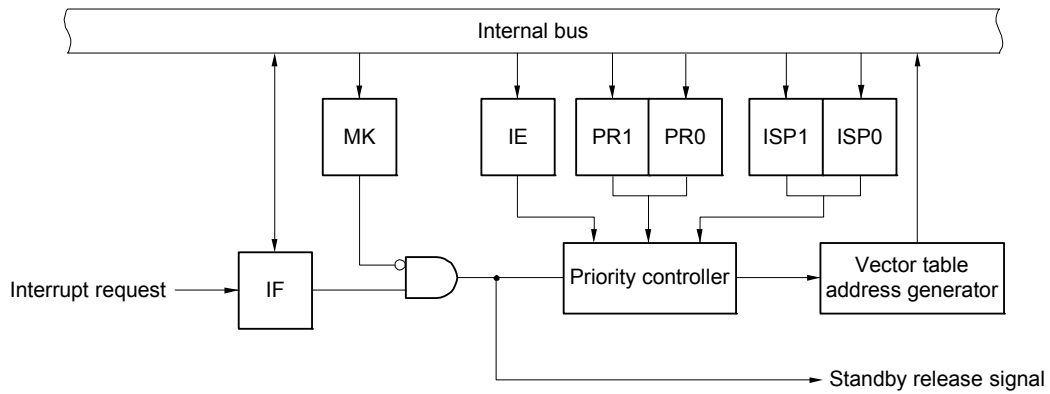 Internal bus
MK
IE
PR1
PR0
ISP1
ISP0
Interrupt request
IF
Priority controller
Vector table
address generator
Standby release signal